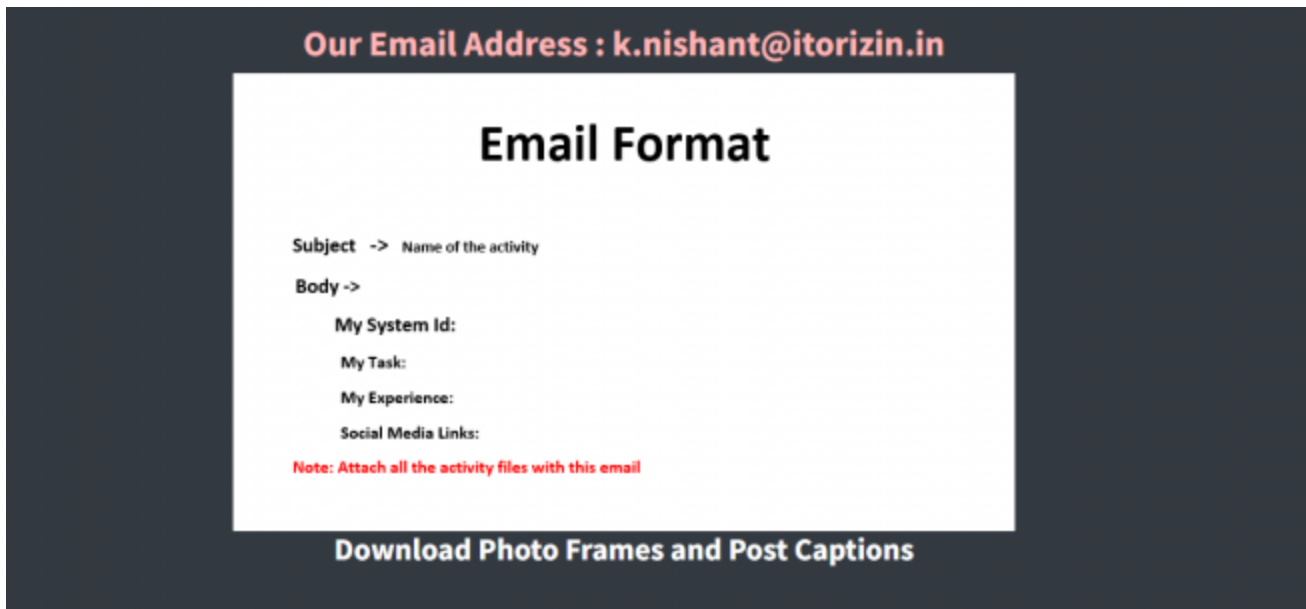 Our Email Address : k.nishant@itorizin.in
Email Format
Subject -> Name of the activity
Body ->
My System Id:
My Task:
My Experience:
Social Media Links:
Note: Attach all the activity files with this email
Download Photo Frames and Post Captions